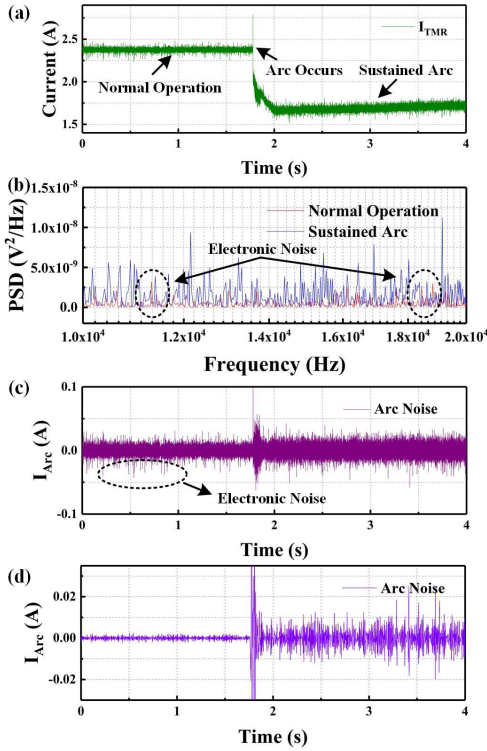 (a)
Current (A)
2.5
2.0
1.5
I_TMR
Normal Operation
Arc Occurs
Sustained Arc
0 1 2 3 4
Time (s)
(b)
PSD (V²/Hz)
1.5x10⁻⁸
1.0x10⁻⁸
5.0x10⁻⁹
0.0
Normal Operation
Sustained Arc
Electronic Noise
1.0x10⁴ 1.2x10⁴ 1.4x10⁴ 1.6x10⁴ 1.8x10⁴ 2.0x10⁴
Frequency (Hz)
(c)
I_Arc (A)
0.1
0.0
-0.1
Arc Noise
Electronic Noise
0 1 2 3 4
Time (s)
(d)
I_Arc (A)
0.02
0.00
-0.02
Arc Noise
0 1 2 3 4
Time (s)